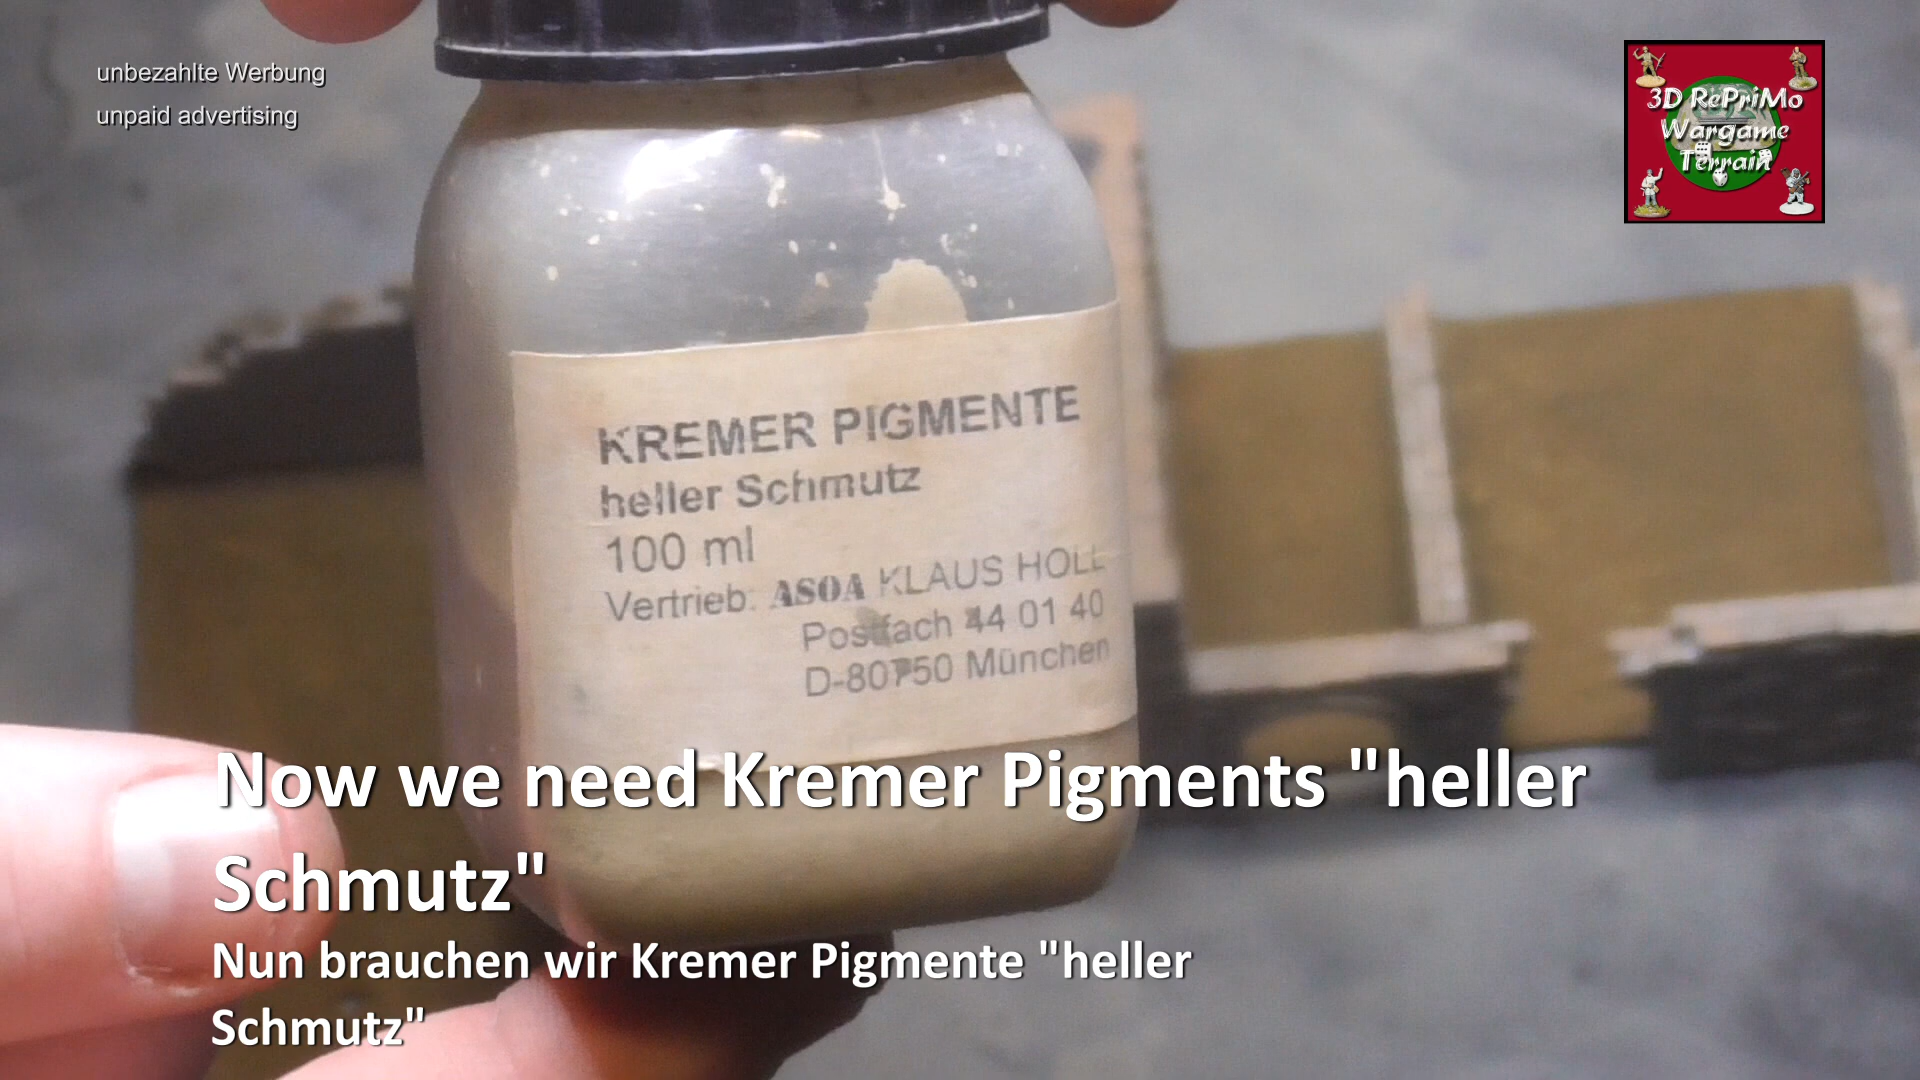 unbezahlte Werbung
unpaid advertising
3D RePriMo
Wargame
Terrain
KREMER PIGMENTE
heller Schmutz
100 ml
Vertrieb: ASOA KLAUS HOLL
Postfach 44 01 40
D-80750 München
Now we need Kremer Pigments "heller
Schmutz"
Nun brauchen wir Kremer Pigmente "heller
Schmutz"